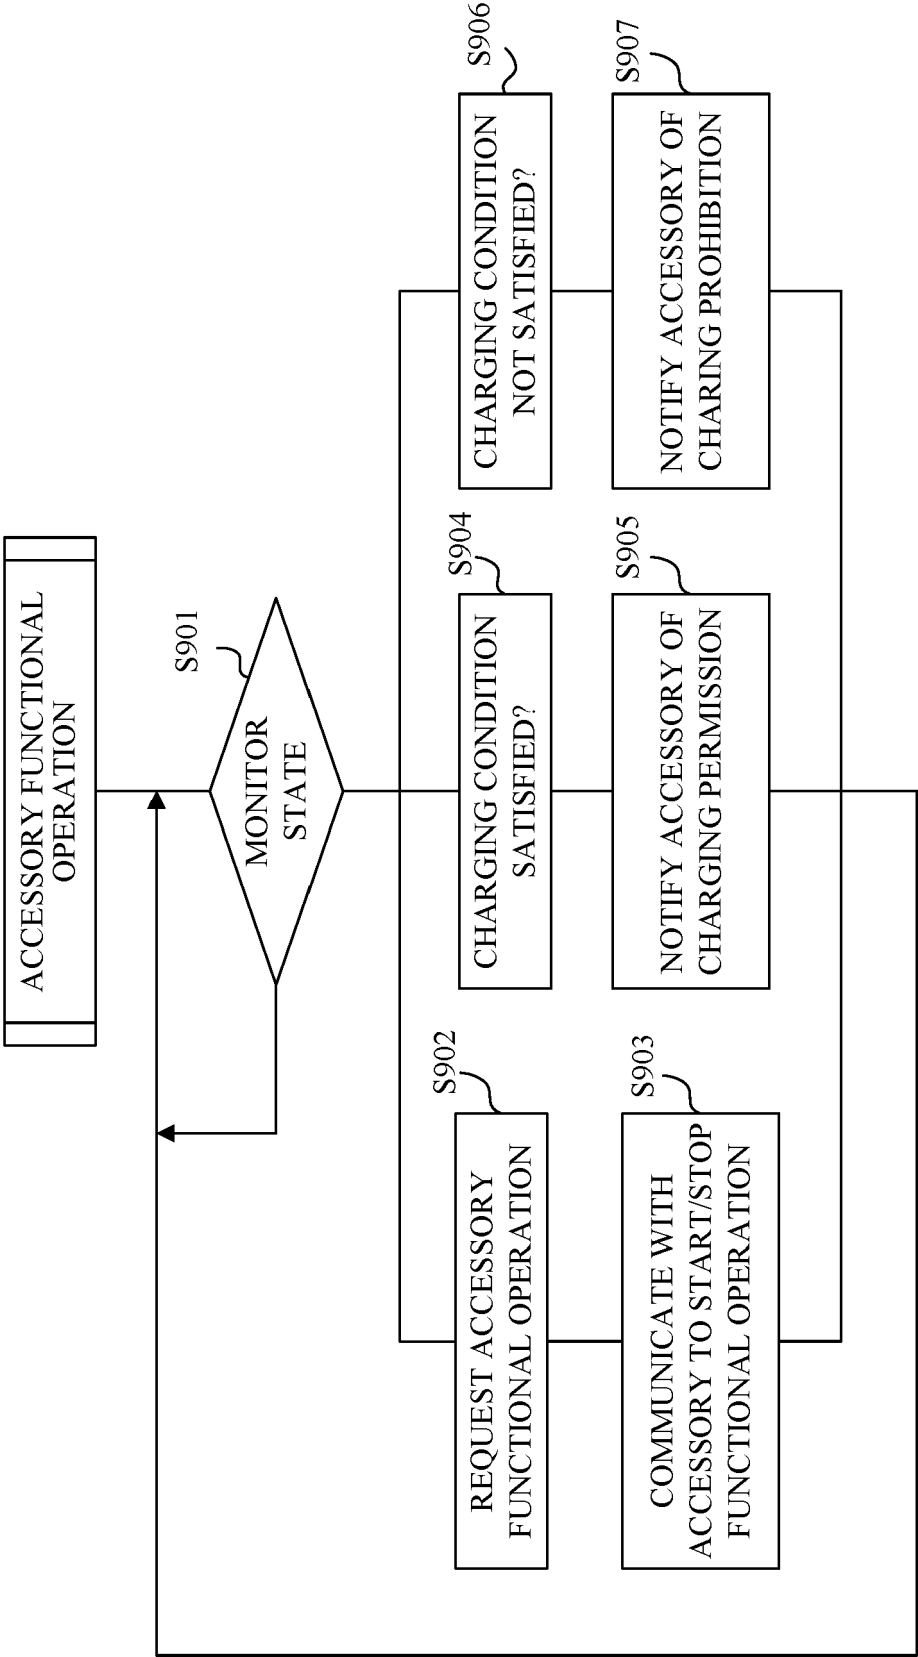 ACCESSORY FUNCTIONAL
OPERATION
S901
MONITOR
STATE
S902
REQUEST ACCESSORY
FUNCTIONAL OPERATION
S903
COMMUNICATE WITH
ACCESSORY TO START/STOP
FUNCTIONAL OPERATION
S904
CHARGING CONDITION
SATISFIED?
S905
NOTIFY ACCESSORY OF
CHARGING PERMISSION
S906
CHARGING CONDITION
NOT SATISFIED?
S907
NOTIFY ACCESSORY OF
CHARING PROHIBITION